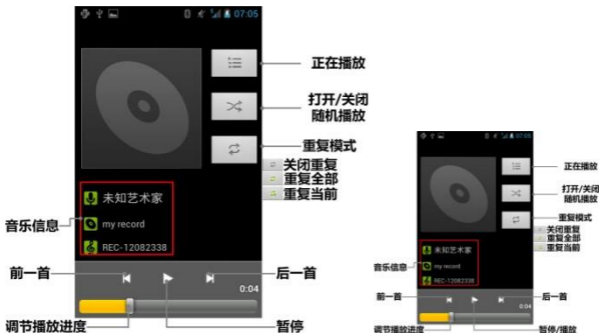 07:05
正在播放
打开/关闭
随机播放
重复模式
关闭重复
重复全部
重复当前
未知艺术家
音乐信息
my record
REC-12082338
前一首
后一首
0:04
调节播放进度
暂停
07:05
正在播放
打开/关闭
随机播放
重复模式
关闭重复
重复全部
重复当前
未知艺术家
音乐信息
my record
REC-12082338
前一首
后一首
0:04
调节播放进度
暂停/播放